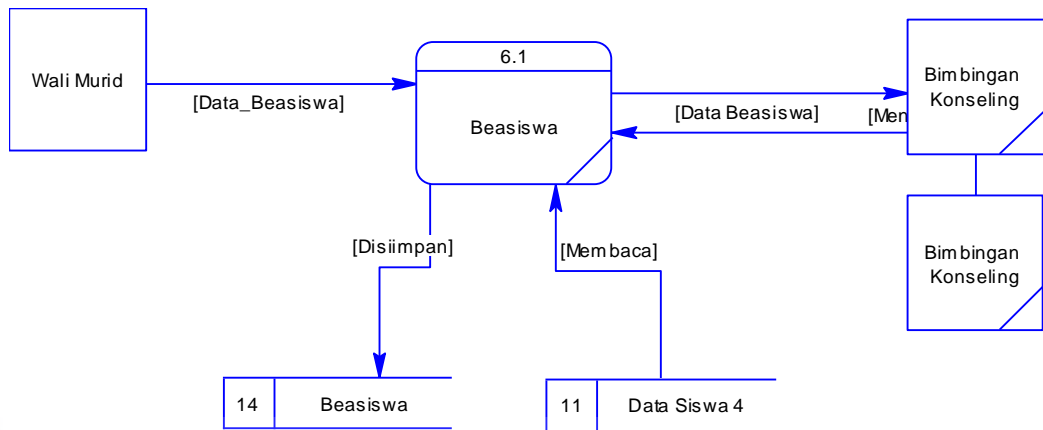 6.1
Wali Murid
[Data_Beasiswa]
Beasiswa
[Data Beasiswa]
Bimbingan
Konseling
[Disiimpan]
[Membaca]
Bimbingan
Konseling
14
Beasiswa
11
Data Siswa 4